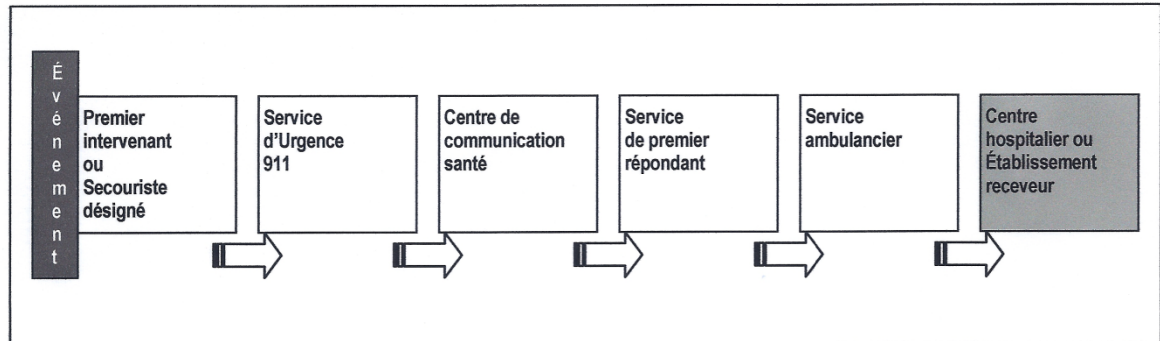 Événement
Premier
intervenant
ou
Secouriste
désigné
Service
d'Urgence
911
Centre de
communication
santé
Service
de premier
répondant
Service
ambulancier
Centre
hospitalier ou
Établissement
receveur